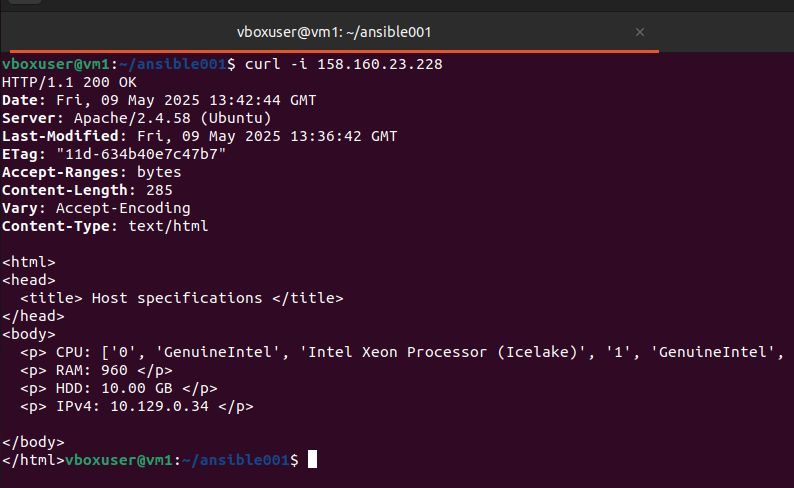 vboxuser@vm1: ~/ansible001
vboxuser@vm1:~/ansible001$ curl -i 158.160.23.228
HTTP/1.1 200 OK
Date: Fri, 09 May 2025 13:42:44 GMT
Server: Apache/2.4.58 (Ubuntu)
Last-Modified: Fri, 09 May 2025 13:36:42 GMT
ETag: "11d-634b40e7c47b7"
Accept-Ranges: bytes
Content-Length: 285
Vary: Accept-Encoding
Content-Type: text/html

<html>
<head>
  <title> Host specifications </title>
</head>
<body>
  <p> CPU: ['0', 'GenuineIntel', 'Intel Xeon Processor (Icelake)', '1', 'GenuineIntel',
  <p> RAM: 960 </p>
  <p> HDD: 10.00 GB </p>
  <p> IPv4: 10.129.0.34 </p>

</body>
</html>vboxuser@vm1:~/ansible001$